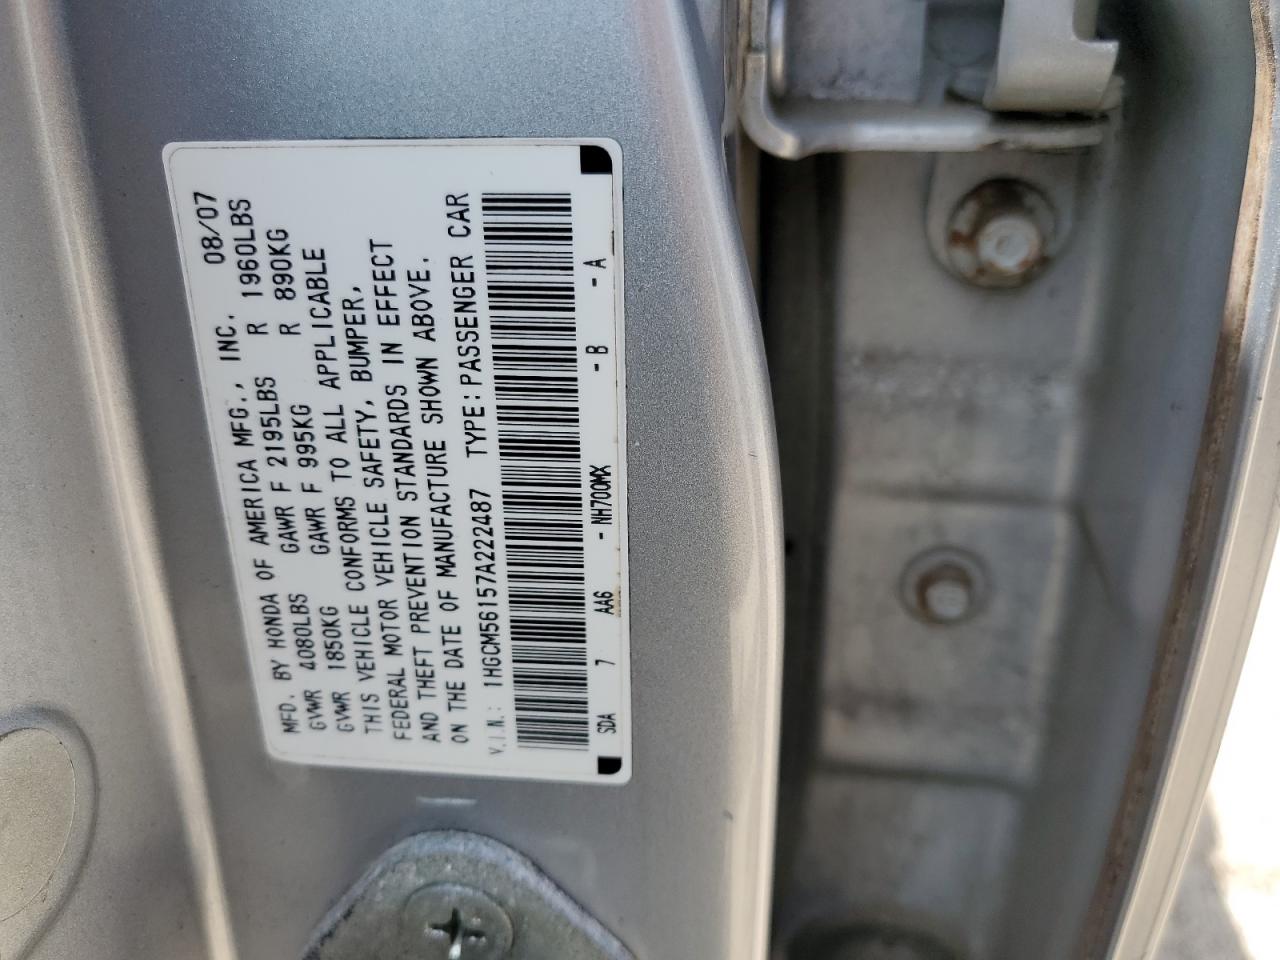 MFD. BY HONDA OF AMERICA MFG., INC. 08/07
GVWR 4080LBS GAWR F 2195LBS R 1960LBS
GVWR 1850KG GAWR F 995KG R 890KG
THIS VEHICLE CONFORMS TO ALL APPLICABLE
FEDERAL MOTOR VEHICLE SAFETY, BUMPER,
AND THEFT PREVENTION STANDARDS IN EFFECT
ON THE DATE OF MANUFACTURE SHOWN ABOVE.
V.I.N.: 1HGCM56157A222487 TYPE: PASSENGER CAR
SDA 7 AA6 - NH700MX - B - A